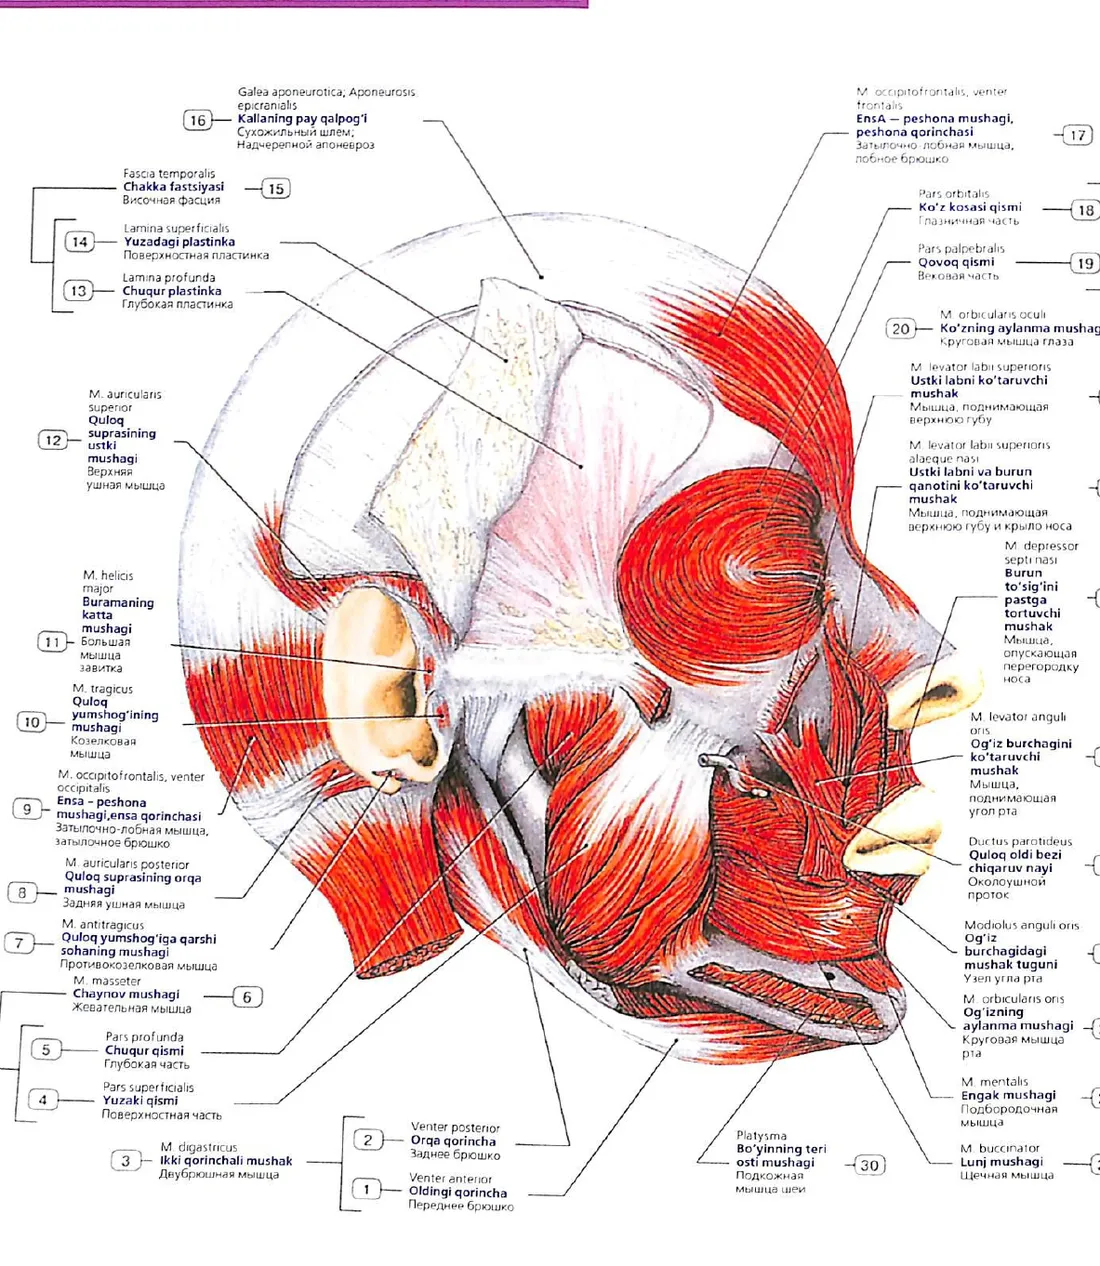 Galea aponeurotica; Aponeurosis
epicranialis
16
Kallaning pay qalpog'i
Сухожильный шлем;
Надчерепной апоневроз
Fascia temporalis
Chakka fastsiyasi
15
Височная фасция
Lamina superficialis
14
Yuzadagi plastinka
Поверхностная пластинка
Lamina profunda
13
Chuqur plastinka
Глубокая пластинка
M. auricularis
superior
Quloq
suprasining
12
ustki
mushagi
Верхняя
ушная мышца
M. helicis
major
Buramaning
katta
mushagi
11
Большая
мышца
завитка
M. tragicus
Quloq
10
yumshog'ining
mushagi
Козелковая
мышца
M. occipitofrontalis, venter
occipitalis
9
Ensa - peshona
mushagi,ensa qorinchasi
Затылочно-лобная мышца,
затылочное брюшко
M. auricularis posterior
Quloq suprasining orqa
8
mushagi
Задняя ушная мышца
M. antitragicus
7
Quloq yumshog'iga qarshi
sohaning mushagi
Противокозелковая мышца
M. masseter
Chaynov mushagi
6
Жевательная мышца
Pars profunda
5
Chuqur qismi
Глубокая часть
Pars superficialis
4
Yuzaki qismi
Поверхностная часть
M. digastricus
3
Ikki qorinchali mushak
Двубрюшная мышца
Venter posterior
2
Orqa qorincha
Заднее брюшко
Venter anterior
1
Oldingi qorincha
Переднее брюшко
M. occipitofrontalis, venter
frontalis
EnsA — peshona mushagi,
peshona qorinchasi
17
Затылочно-лобная мышца,
лобное брюшко
Pars orbitalis
Ko'z kosasi qismi
18
Глазничная часть
Pars palpebralis
Qovoq qismi
19
Вековая часть
M. orbicularis oculi
20
Ko'zning aylanma mushag
Круговая мышца глаза
M levator labii superioris
Ustki labni ko'taruvchi
mushak
Мышца, поднимающая
верхнюю губу
M levator labii superioris
alaeque nasi
Ustki labni va burun
qanotini ko'taruvchi
mushak
Мышца, поднимающая
верхнюю губу и крыло носа
M depressor
septi nasi
Burun
to'sig'ini
pastga
tortuvchi
mushak
Мышца,
опускающая
перегородку
носа
M. levator anguli
oris
Og'iz burchagini
ko'taruvchi
mushak
Мышца,
поднимающая
угол рта
Ductus parotideus
Quloq oldi bezi
chiqaruv nayi
Околоушной
проток
Modiolus anguli oris
Og'iz
burchagidagi
mushak tuguni
Узел угла рта
M. orbicularis oris
Og'izning
aylanma mushagi
Круговая мышца
рта
M. mentalis
Engak mushagi
Подбородочная
мышца
M. buccinator
Lunj mushagi
Щечная мышца
Platysma
Bo'yinning teri
osti mushagi
30
Подкожная
мышца шеи